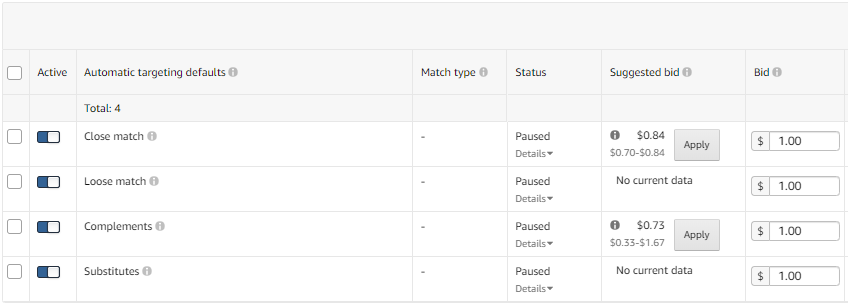 Active Automatic targeting defaults Match type Status Suggested bid Bid
Total: 4
Close match - Paused $0.84 Apply $ 1.00
Details $0.70-$0.84
Loose match - Paused No current data $ 1.00
Details
Complements - Paused $0.73 Apply $ 1.00
Details $0.33-$1.67
Substitutes - Paused No current data $ 1.00
Details